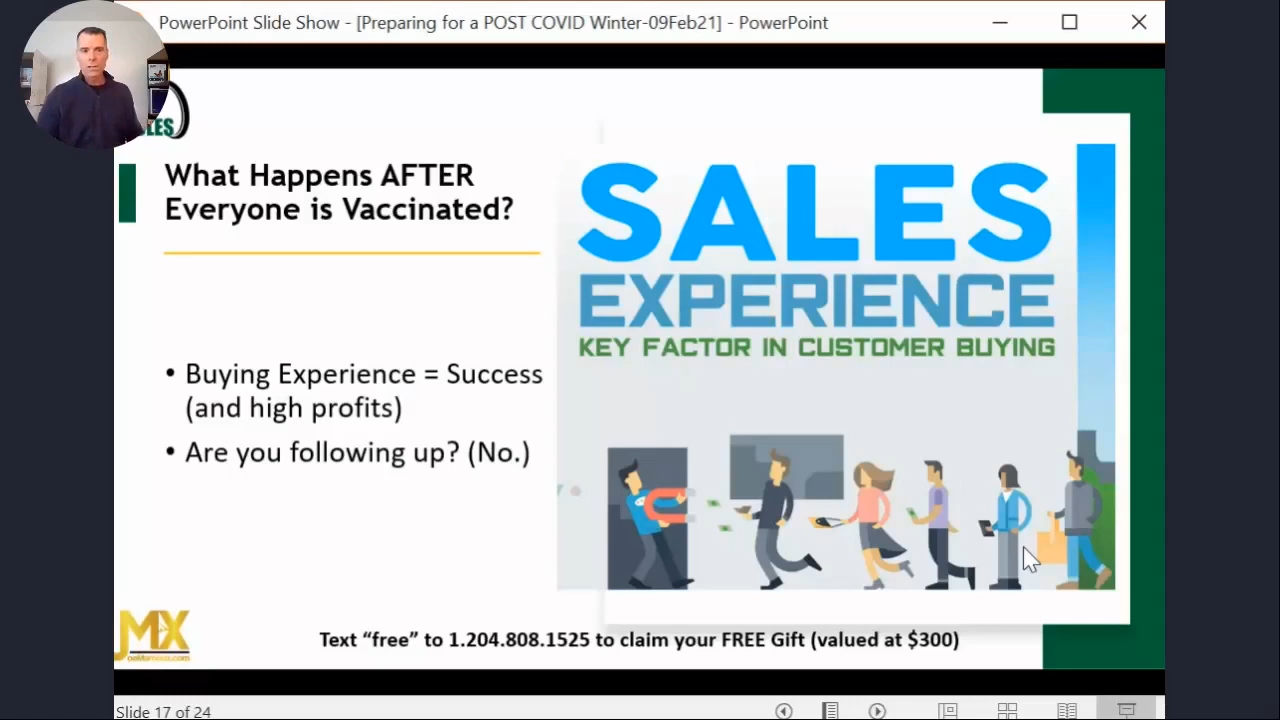 PowerPoint Slide Show - [Preparing for a POST COVID Winter-09Feb21] - PowerPoint
What Happens AFTER
Everyone is Vaccinated?
• Buying Experience = Success
(and high profits)
• Are you following up? (No.)
SALES
EXPERIENCE
KEY FACTOR IN CUSTOMER BUYING
JMX
Text “free” to 1.204.808.1525 to claim your FREE Gift (valued at $300)
Slide 17 of 24